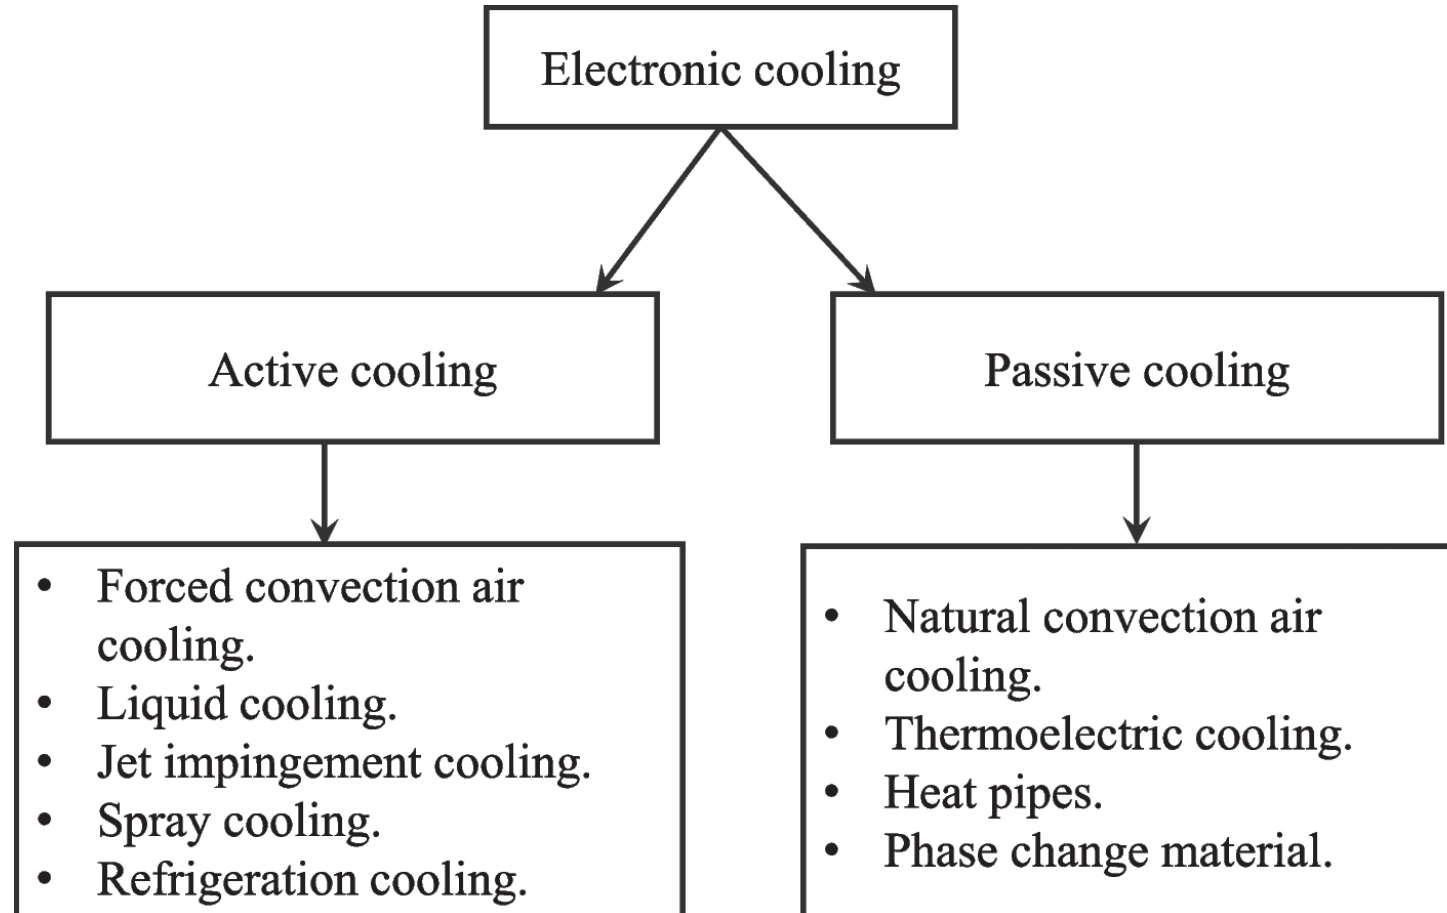 Electronic cooling
Active cooling
Passive cooling
• Forced convection air
cooling.
• Liquid cooling.
• Jet impingement cooling.
• Spray cooling.
• Refrigeration cooling.
• Natural convection air
cooling.
• Thermoelectric cooling.
• Heat pipes.
• Phase change material.